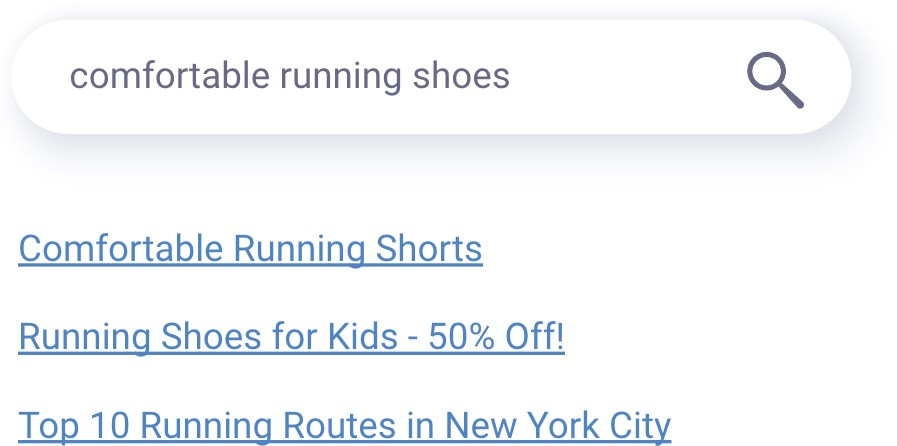 comfortable running shoes
Comfortable Running Shorts
Running Shoes for Kids - 50% Off!
Top 10 Running Routes in New York City